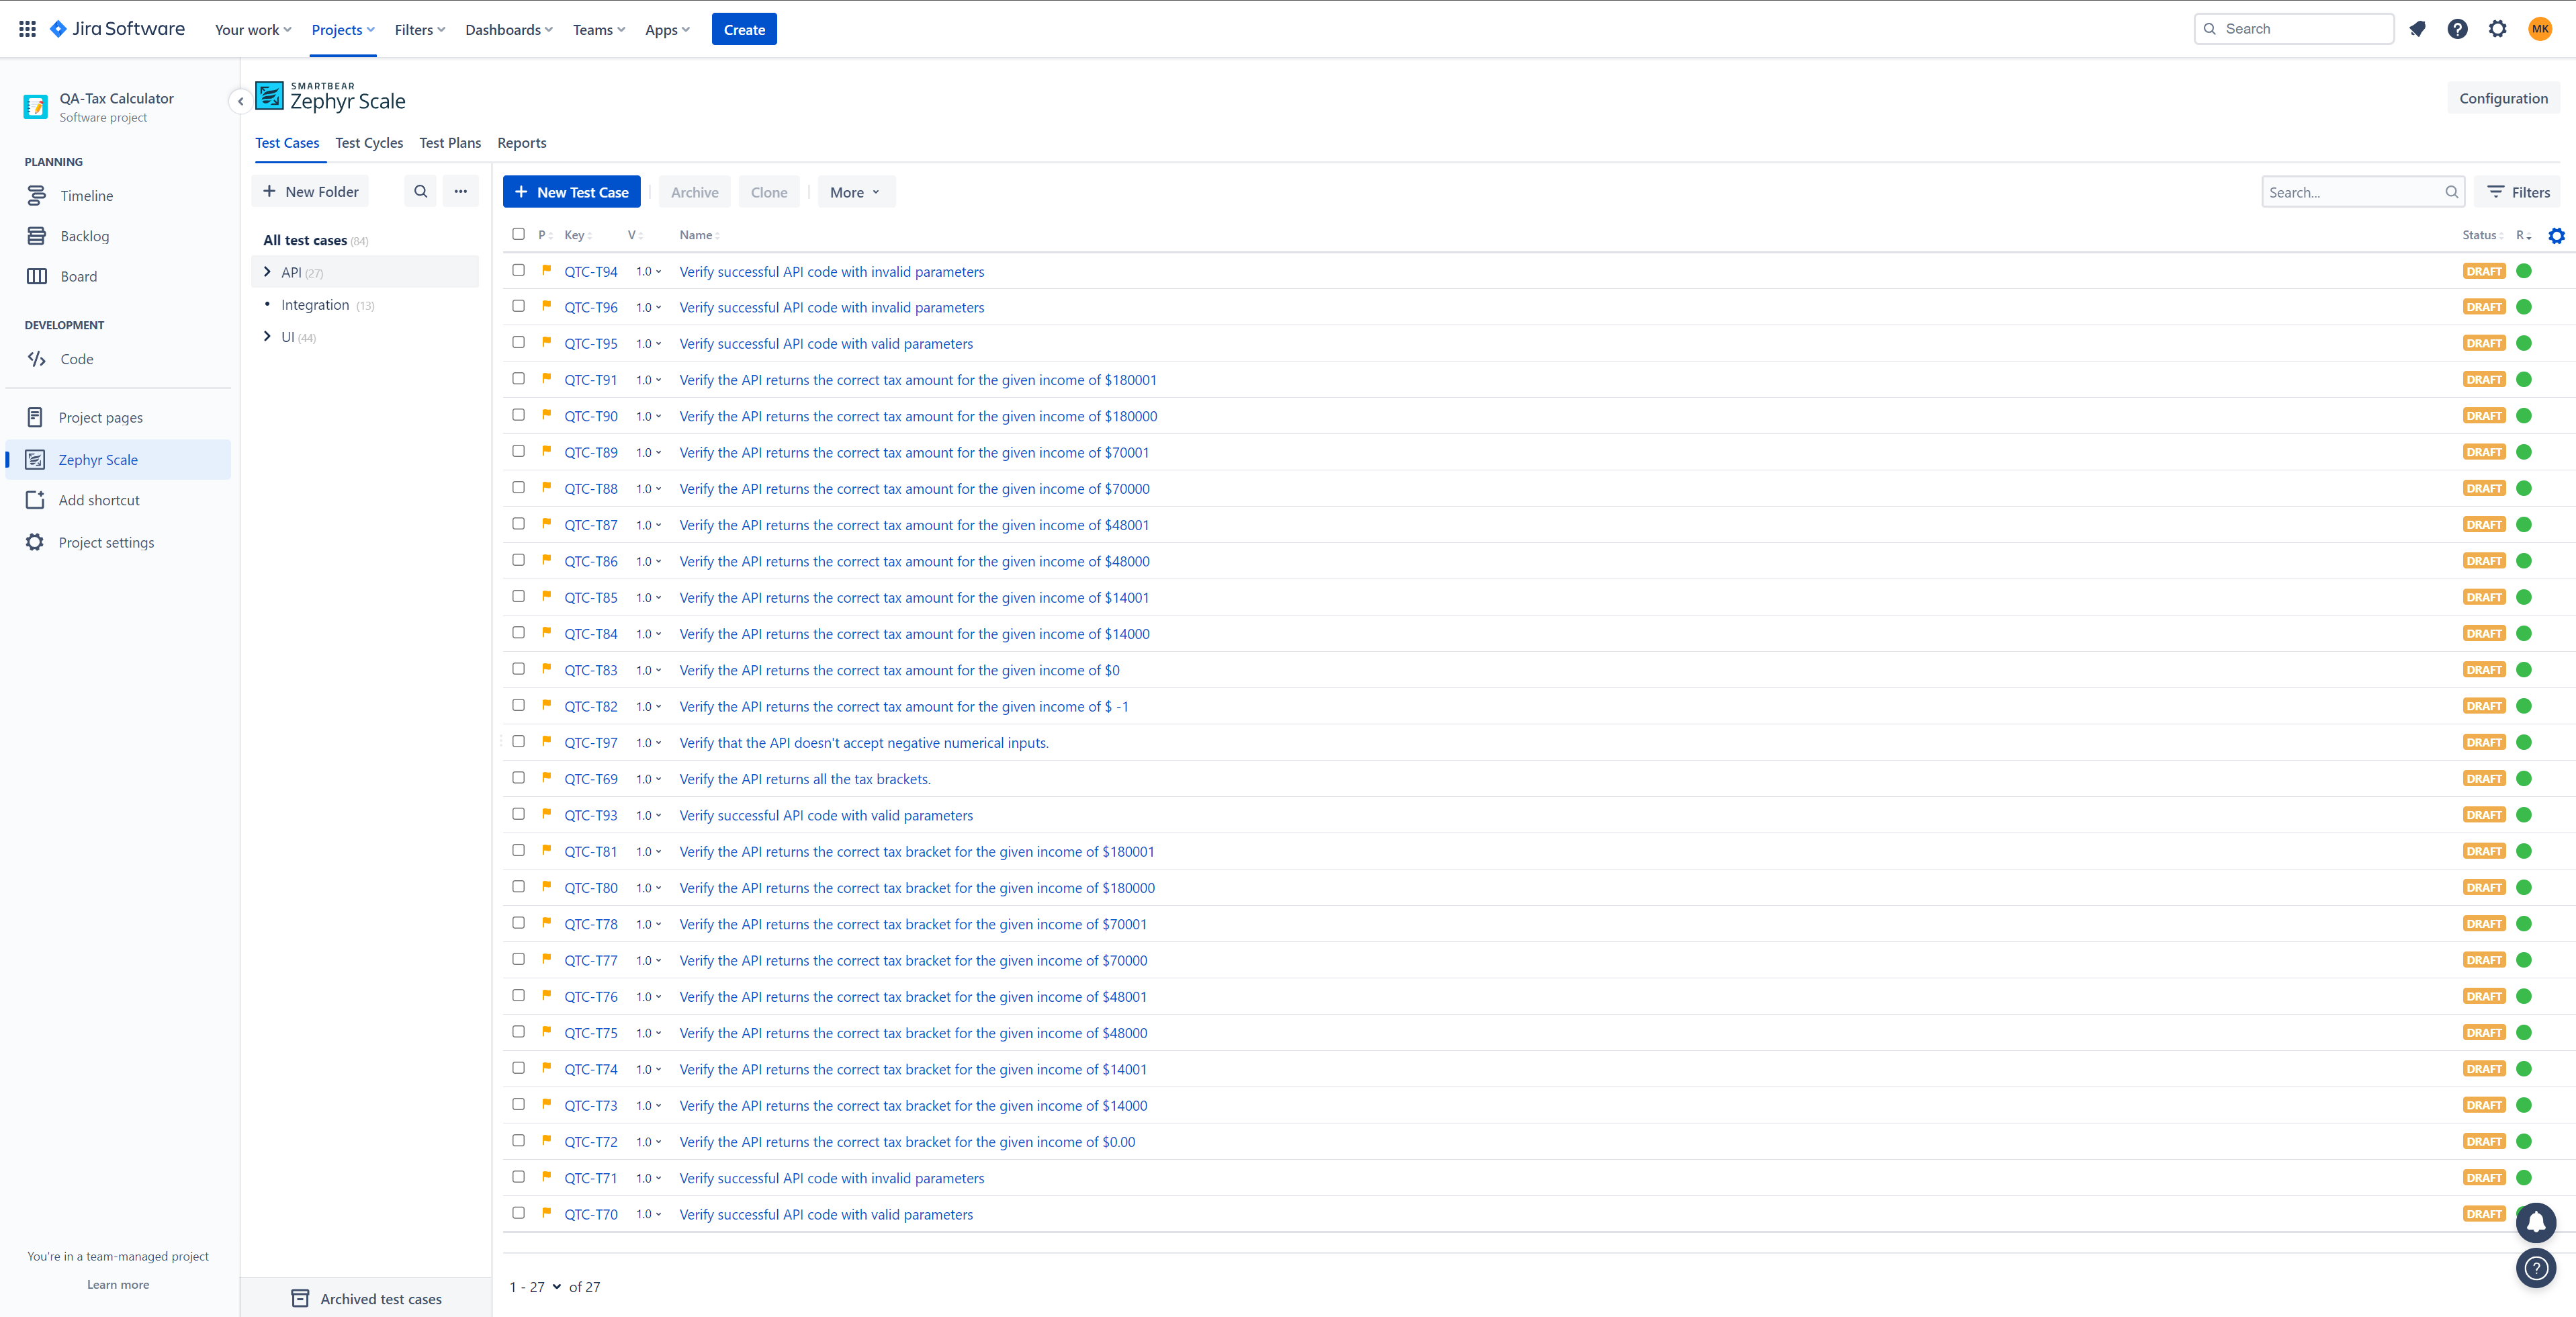 Jira Software Your work Projects Filters Dashboards Teams Apps Create Search MK
QA-Tax Calculator
Software project
PLANNING
Timeline
Backlog
Board
DEVELOPMENT
Code
Project pages
Zephyr Scale
Add shortcut
Project settings
You're in a team-managed project
Learn more
SMARTBEAR
Zephyr Scale
Configuration
Test Cases Test Cycles Test Plans Reports
+ New Folder ...
All test cases (84)
API (27)
• Integration (13)
UI (44)
Archived test cases
+ New Test Case Archive Clone More Search... Filters
P Key V Name Status R
QTC-T94 1.0 Verify successful API code with invalid parameters DRAFT
QTC-T96 1.0 Verify successful API code with invalid parameters DRAFT
QTC-T95 1.0 Verify successful API code with valid parameters DRAFT
QTC-T91 1.0 Verify the API returns the correct tax amount for the given income of $180001 DRAFT
QTC-T90 1.0 Verify the API returns the correct tax amount for the given income of $180000 DRAFT
QTC-T89 1.0 Verify the API returns the correct tax amount for the given income of $70001 DRAFT
QTC-T88 1.0 Verify the API returns the correct tax amount for the given income of $70000 DRAFT
QTC-T87 1.0 Verify the API returns the correct tax amount for the given income of $48001 DRAFT
QTC-T86 1.0 Verify the API returns the correct tax amount for the given income of $48000 DRAFT
QTC-T85 1.0 Verify the API returns the correct tax amount for the given income of $14001 DRAFT
QTC-T84 1.0 Verify the API returns the correct tax amount for the given income of $14000 DRAFT
QTC-T83 1.0 Verify the API returns the correct tax amount for the given income of $0 DRAFT
QTC-T82 1.0 Verify the API returns the correct tax amount for the given income of $ -1 DRAFT
QTC-T97 1.0 Verify that the API doesn't accept negative numerical inputs. DRAFT
QTC-T69 1.0 Verify the API returns all the tax brackets. DRAFT
QTC-T93 1.0 Verify successful API code with valid parameters DRAFT
QTC-T81 1.0 Verify the API returns the correct tax bracket for the given income of $180001 DRAFT
QTC-T80 1.0 Verify the API returns the correct tax bracket for the given income of $180000 DRAFT
QTC-T78 1.0 Verify the API returns the correct tax bracket for the given income of $70001 DRAFT
QTC-T77 1.0 Verify the API returns the correct tax bracket for the given income of $70000 DRAFT
QTC-T76 1.0 Verify the API returns the correct tax bracket for the given income of $48001 DRAFT
QTC-T75 1.0 Verify the API returns the correct tax bracket for the given income of $48000 DRAFT
QTC-T74 1.0 Verify the API returns the correct tax bracket for the given income of $14001 DRAFT
QTC-T73 1.0 Verify the API returns the correct tax bracket for the given income of $14000 DRAFT
QTC-T72 1.0 Verify the API returns the correct tax bracket for the given income of $0.00 DRAFT
QTC-T71 1.0 Verify successful API code with invalid parameters DRAFT
QTC-T70 1.0 Verify successful API code with valid parameters DRAFT
1 - 27 of 27